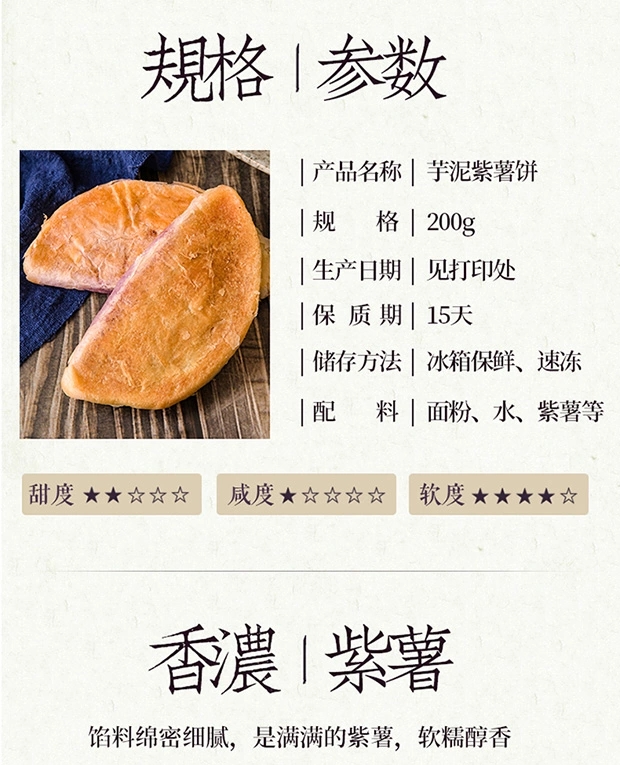 規格 | 参数
| 产品名称 | 芋泥紫薯饼
| 规 格 | 200g
| 生产日期 | 见打印处
| 保质期 | 15天
| 储存方法 | 冰箱保鲜、速冻
| 配 料 | 面粉、水、紫薯等
甜度 ★★☆☆☆ 咸度 ★☆☆☆☆ 软度 ★★★★☆
香濃 | 紫薯
馅料绵密细腻，是满满的紫薯，软糯醇香